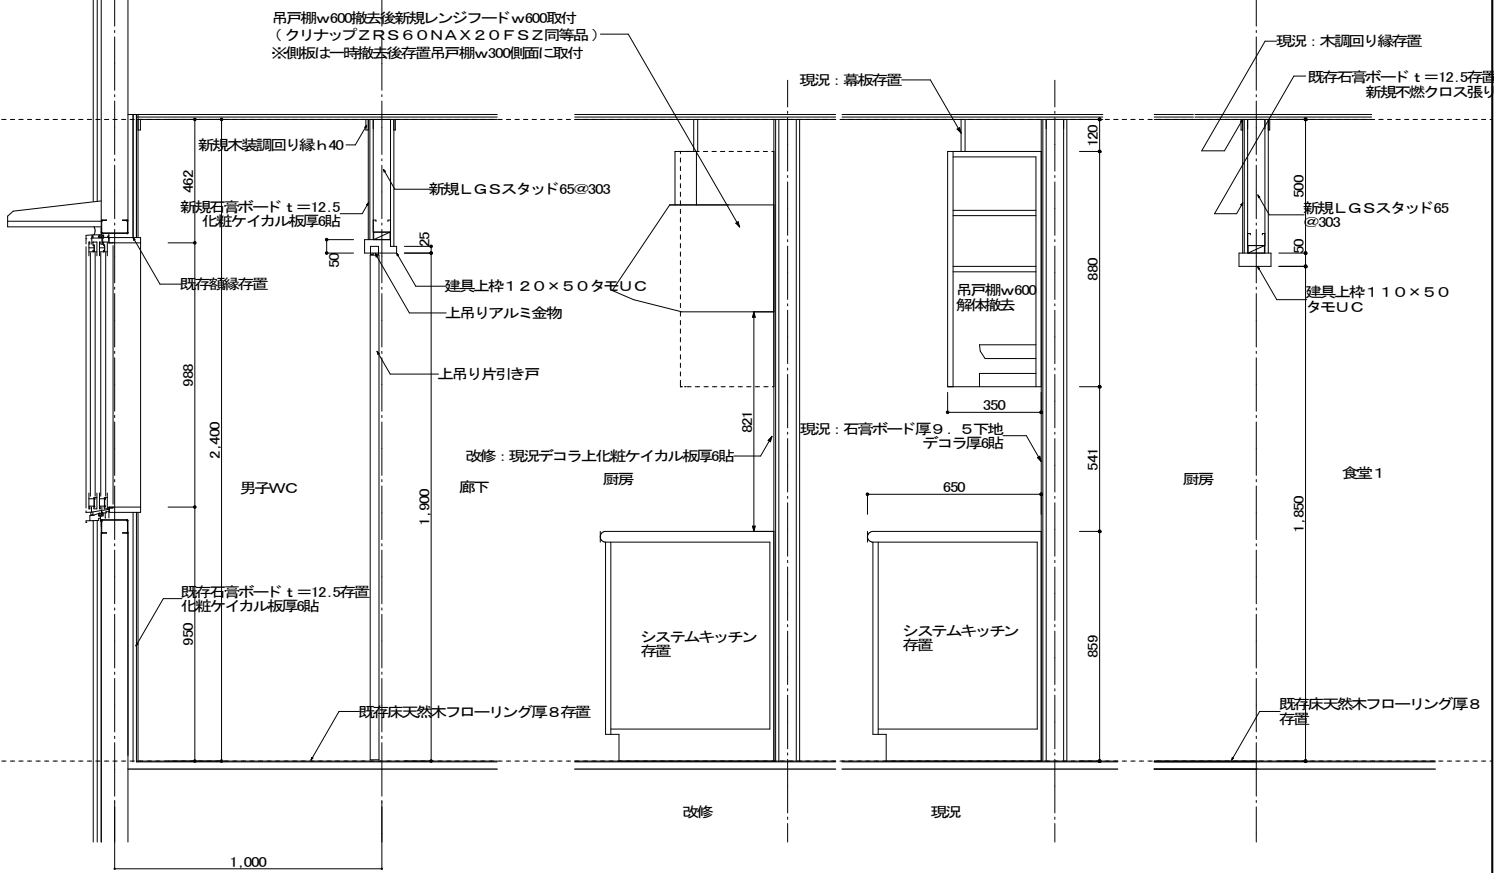 吊戸棚w600撤去後新規レンジフードw600取付
（クリナップZRS60NAX20FSZ同等品）
※側板は一時撤去後存置吊戸棚w300側面に取付
現況：木調回り縁存置
現況：幕板存置
既存石膏ボードｔ＝12.5存置
新規不燃クロス張り
120
新規木装調回り縁ｈ40
462
新規LGSスタッド65@303
500
新規石膏ボードｔ＝12.5
化粧ケイカル板厚6貼
新規LGSスタッド65
@303
25
50
50
880
既存額縁存置
建具上枠120×50タモUC
吊戸棚w600
解体撤去
建具上枠110×50
タモUC
上吊りアルミ金物
988
上吊り片引き戸
350
821
2,400
現況：石膏ボード厚9．5下地
デコラ厚6貼
改修：現況デコラ上化粧ケイカル板厚6貼
541
男子WC
廊下
厨房
650
厨房
食堂1
1,900
1,850
既存石膏ボードｔ＝12.5存置
化粧ケイカル板厚6貼
950
システムキッチン
存置
システムキッチン
存置
859
既存床天然木フローリング厚8存置
既存床天然木フローリング厚8
存置
改修
現況
1,000